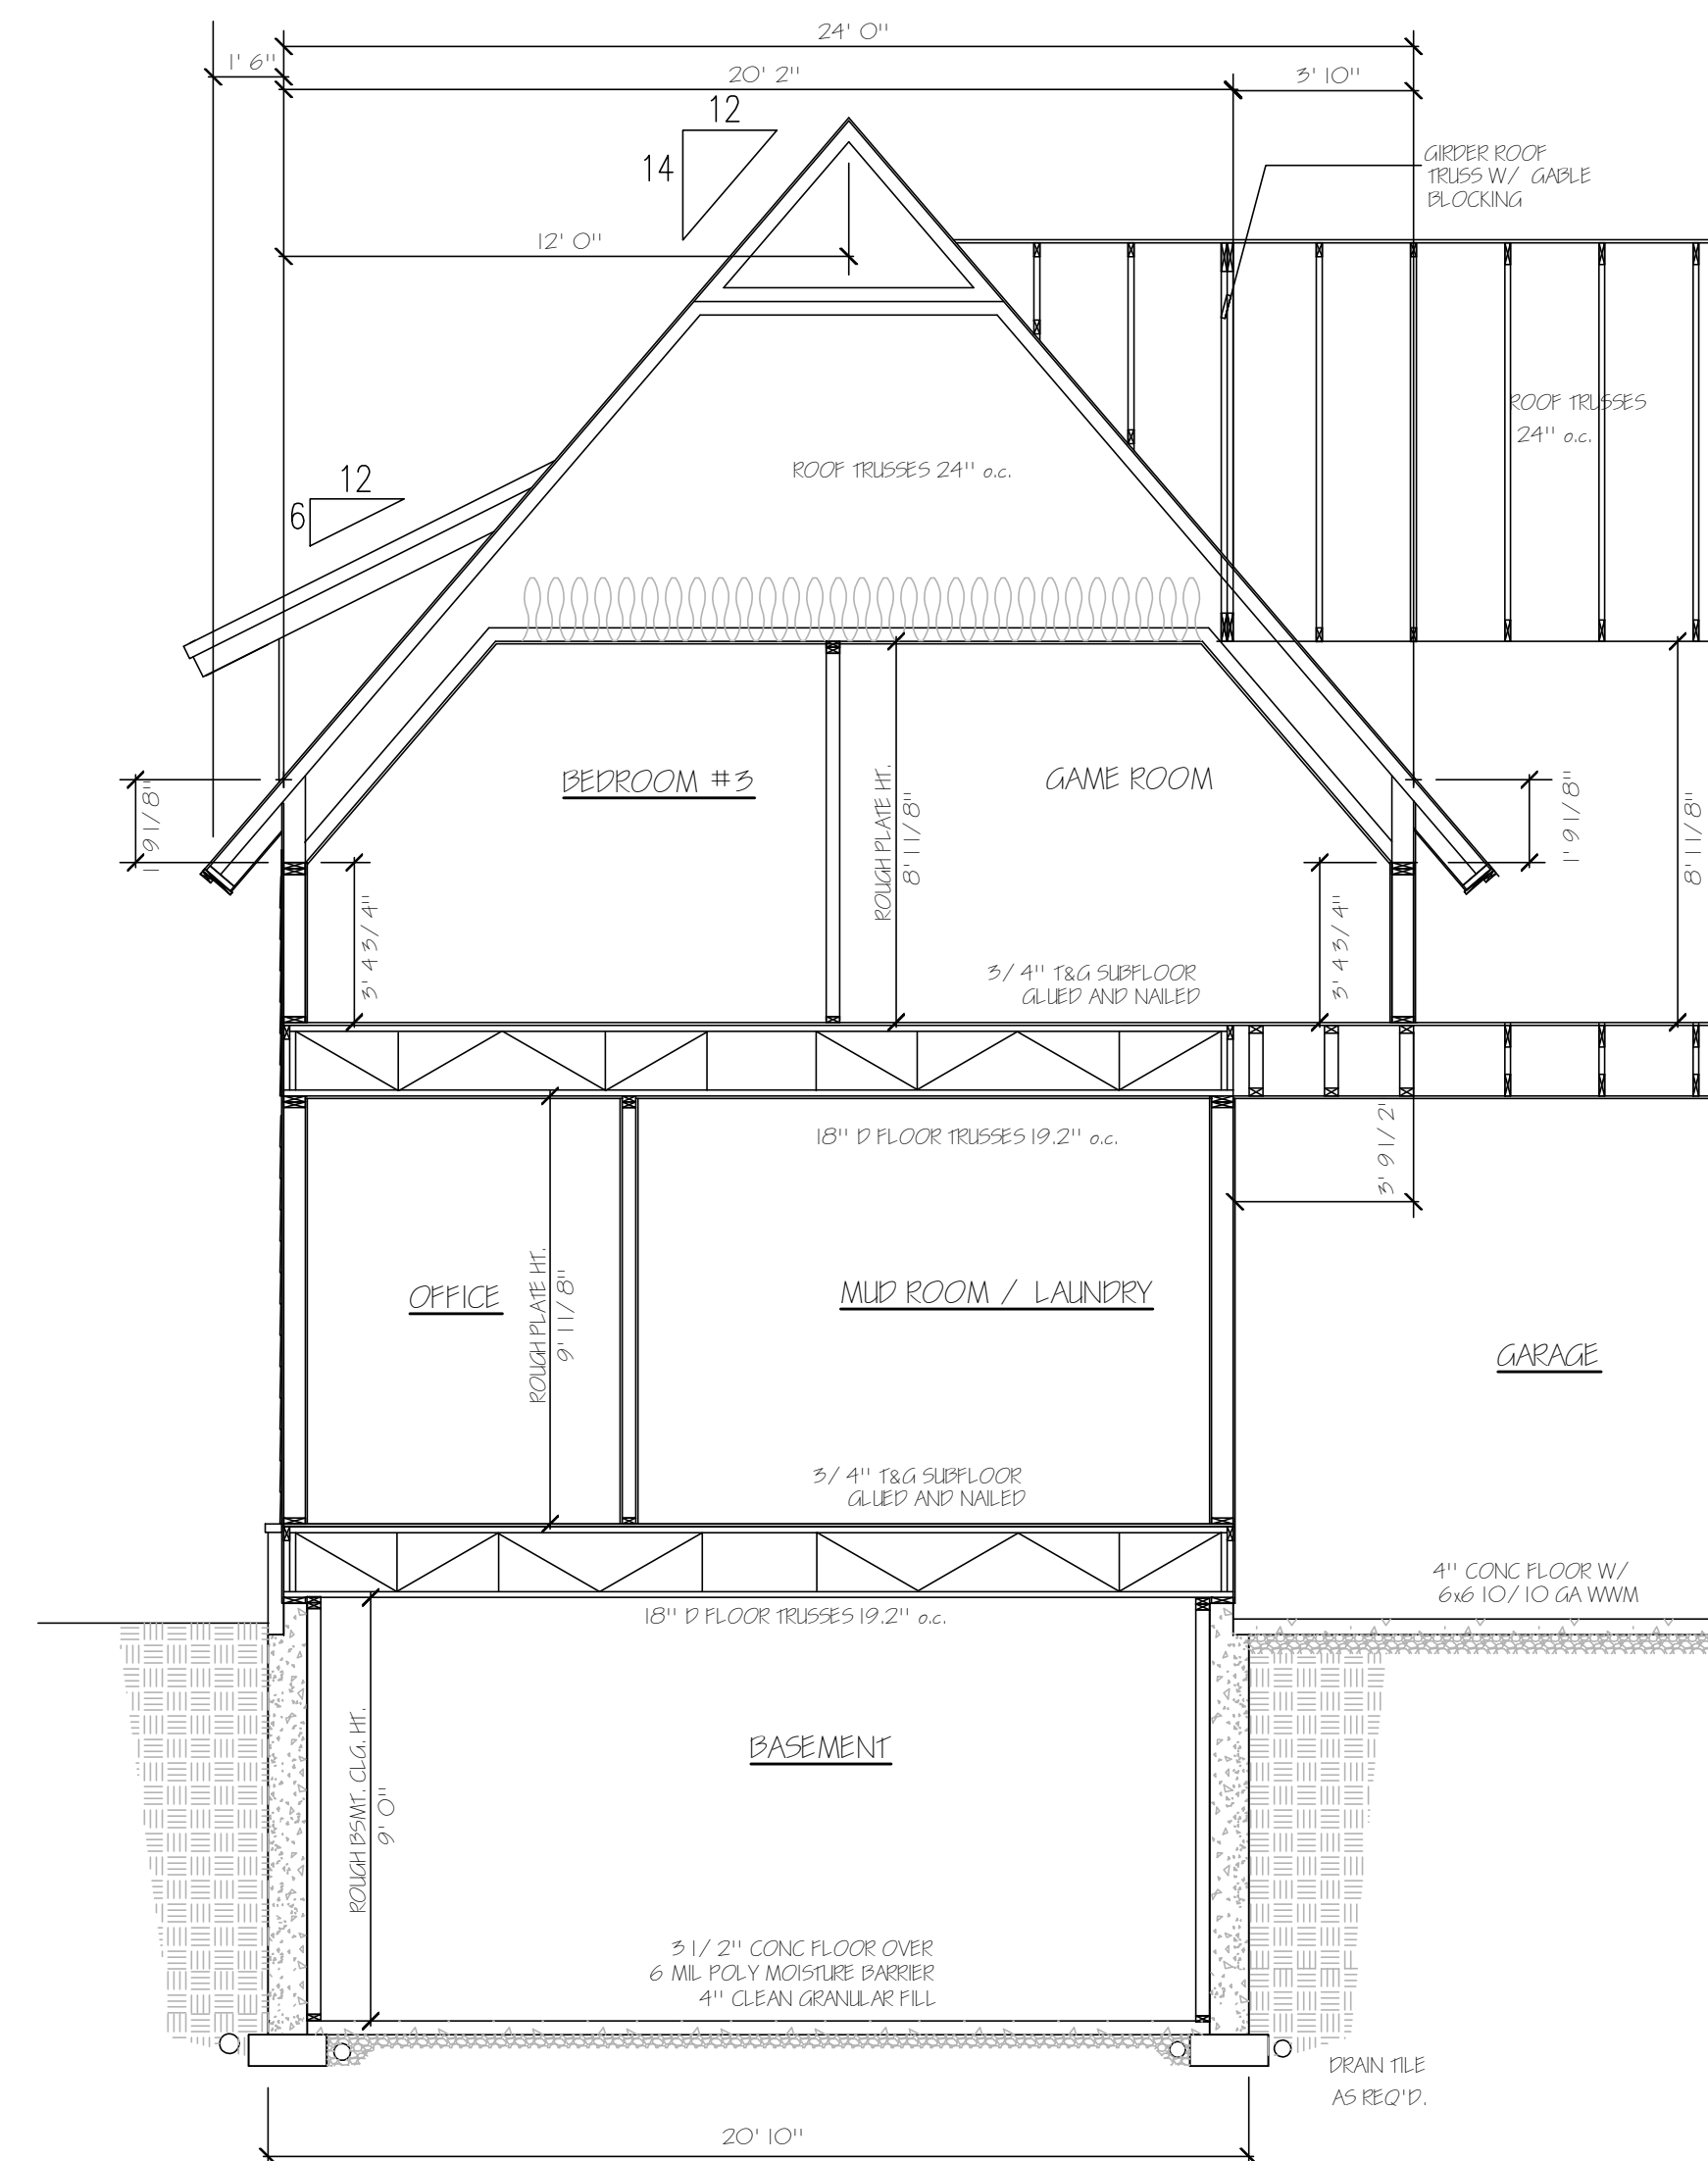 24' 0"
1' 6"
20' 2"
3' 10"
12
14
GIRDER ROOF
TRUSS W/ GABLE
BLOCKING
12' 0"
ROOF TRUSSES
24" o.c.
ROOF TRUSSES 24" o.c.
12
6
BEDROOM #3
GAME ROOM
1' 9 1/8"
ROUGH PLATE HT.
8' 1 1/8"
1' 9 1/8"
8' 1 1/8"
3' 4 3/4"
3' 4 3/4"
3/4" T&G SUBFLOOR
GLUED AND NAILED
18" D FLOOR TRUSSES 19.2" o.c.
3' 9 1/2'
OFFICE
ROUGH PLATE HT.
9' 1 1/8"
MUD ROOM / LAUNDRY
GARAGE
3/4" T&G SUBFLOOR
GLUED AND NAILED
4" CONC FLOOR W/
6x6 10/10 GA WWM
18" D FLOOR TRUSSES 19.2" o.c.
BASEMENT
ROUGH BSMT. CLG. HT.
9' 0"
3 1/2" CONC FLOOR OVER
6 MIL POLY MOISTURE BARRIER
4" CLEAN GRANULAR FILL
DRAIN TILE
AS REQ'D.
20' 10"